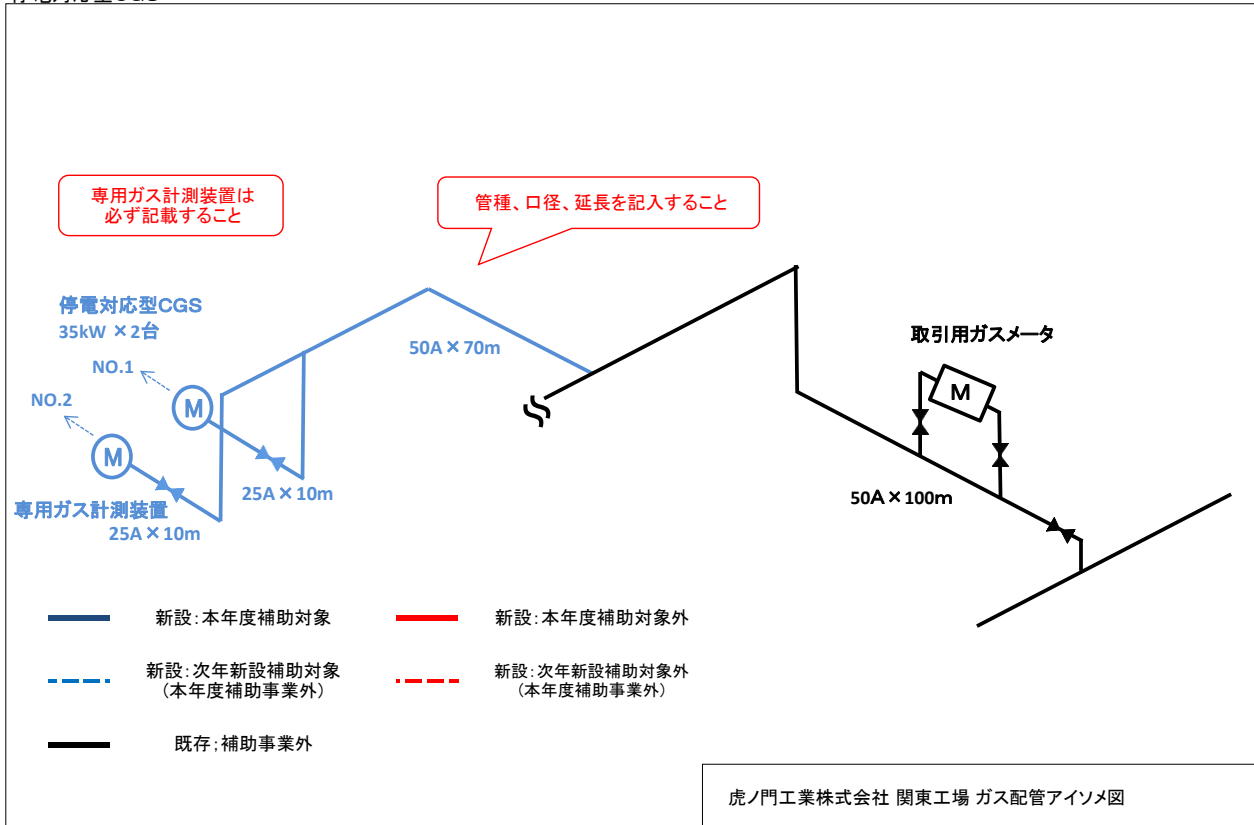 停電対応型CGS
専用ガス計測装置は
必ず記載すること
管種、口径、延長を記入すること
停電対応型CGS
35kW ×2台
NO.1
NO.2
M
M
専用ガス計測装置
25A×10m
25A×10m
50A×70m
取引用ガスメータ
M
50A×100m
新設:本年度補助対象
新設:本年度補助対象外
新設:次年新設補助対象
(本年度補助事業外)
新設:次年新設補助対象外
(本年度補助事業外)
既存;補助事業外
虎ノ門工業株式会社 関東工場 ガス配管アイソメ図